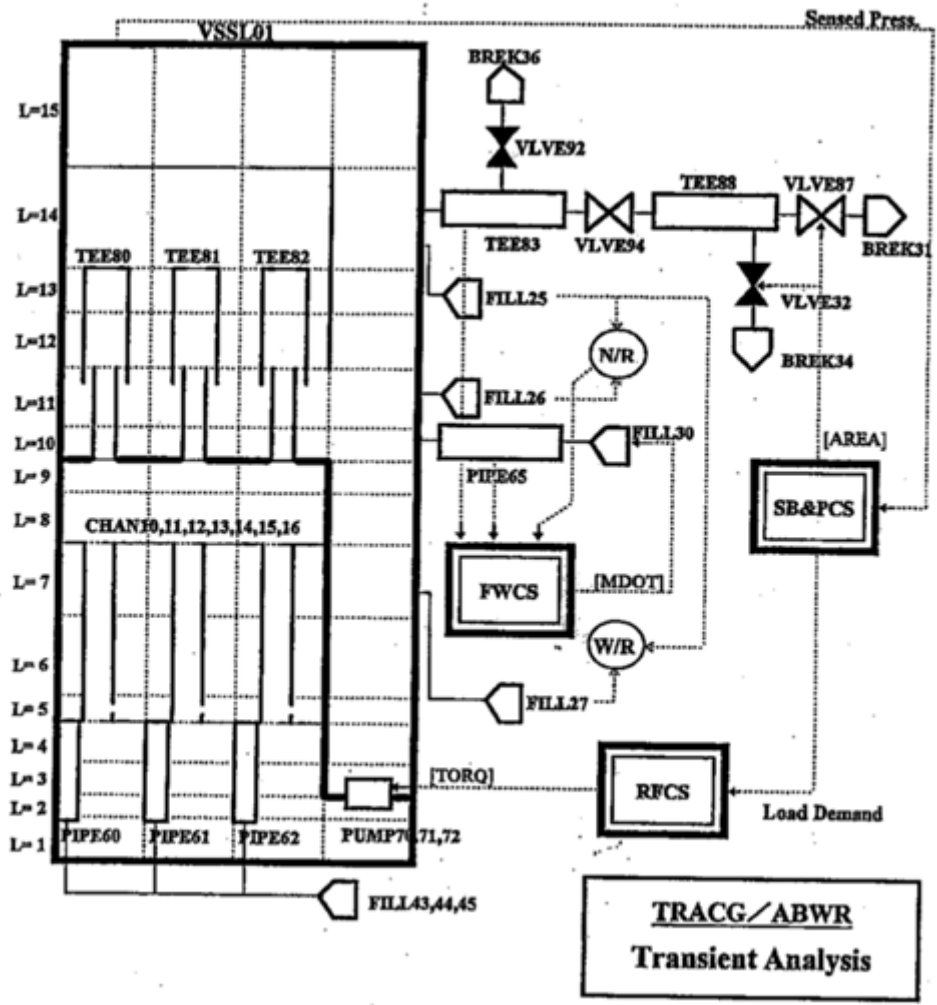 Sensed Press.
VSSL01
BREK36
L=15
VLVE92
TEE88
VLVE87
L=14
TEE83
VLVE94
BREK31
TEE80
TEE81
TEE82
L=13
FILL25
VLVE32
L=12
N/R
BREK34
L=11
FILL26
FILL30
L=10
[AREA]
L= 9
PIPE65
SB&PCS
L= 8
CHAN10,11,12,13,14,15,16
L= 7
FWCS
[MDOT]
W/R
L= 6
FILL27
L= 5
L= 4
L= 3
[TORQ]
RFCS
L= 2
Load Demand
L= 1
PIPE60
PIPE61
PIPE62
PUMP70,71,72
FILL43,44,45
TRACG/ABWR
Transient Analysis